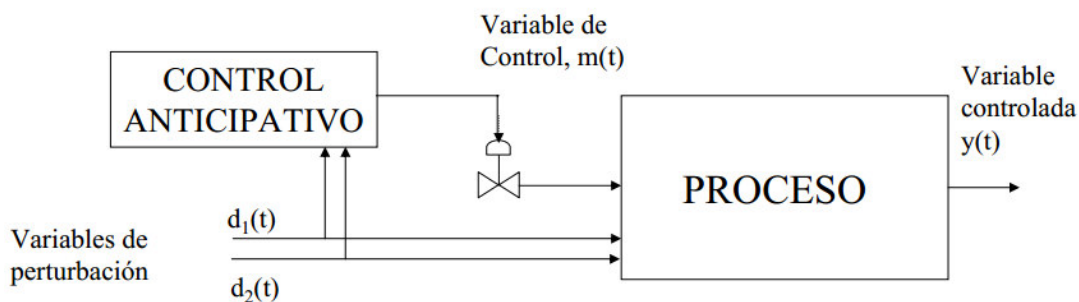 Variable de
Control, m(t)
CONTROL
ANTICIPATIVO
Variable
controlada
y(t)
PROCESO
d₁(t)
Variables de
perturbación
d₂(t)